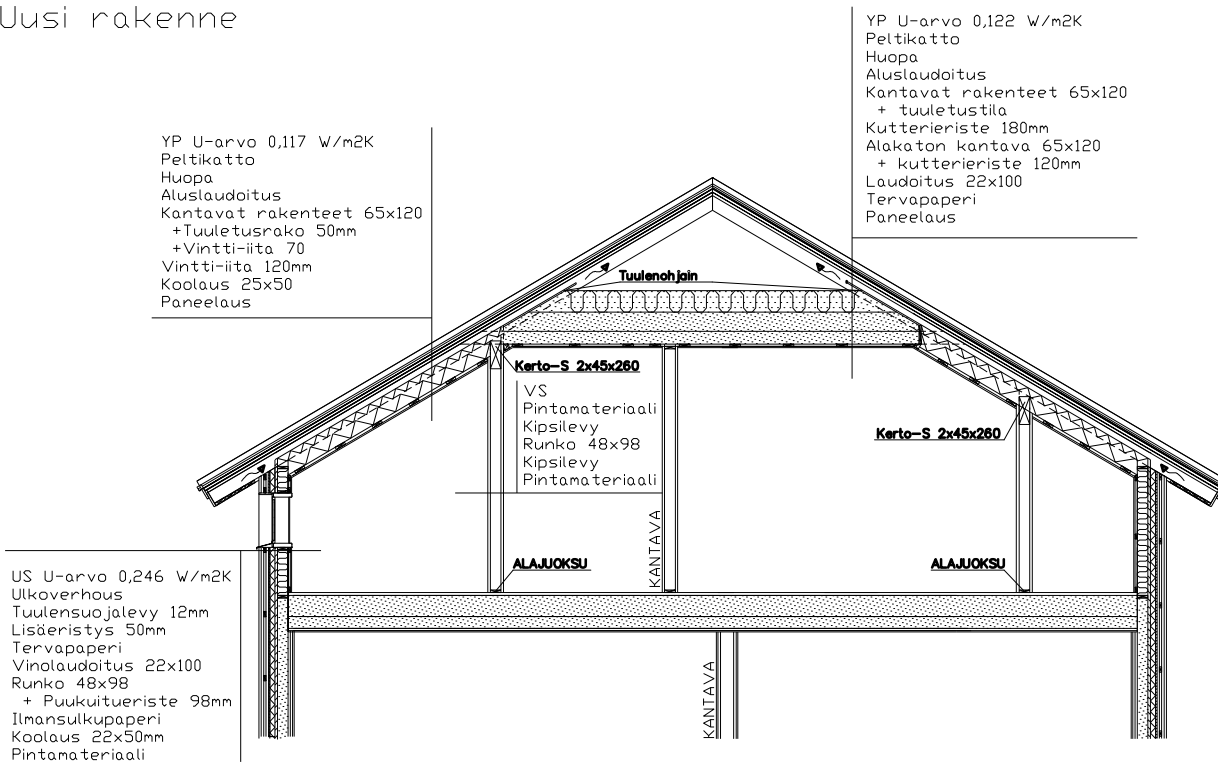 Uusi rakenne
YP U-arvo 0,122 W/m2K
Peltikatto
Huopa
Aluslaudoitus
Kantavat rakenteet 65x120
+ tuuletustila
Kutterieriste 180mm
Alakaton kantava 65x120
+ kutterieriste 120mm
Laudoitus 22x100
Tervapaperi
Paneelaus
YP U-arvo 0,117 W/m2K
Peltikatto
Huopa
Aluslaudoitus
Kantavat rakenteet 65x120
+Tuuletusrako 50mm
+Vintti-iita 70
Vintti-iita 120mm
Koolaus 25x50
Paneelaus
Tuulenohjain
Kerto-S 2x45x260
VS
Pintamateriaali
Kipsilevy
Runko 48x98
Kipsilevy
Pintamateriaali
Kerto-S 2x45x260
KANTAVA
ALAJUOKSU
ALAJUOKSU
US U-arvo 0,246 W/m2K
Ulkoverhous
Tuulensuojalevy 12mm
Lisäeristys 50mm
Tervapaperi
Vinolaudoitus 22x100
Runko 48x98
+ Puukuitueriste 98mm
Ilmansulkupaperi
Koolaus 22x50mm
Pintamateriaali
KANTAVA